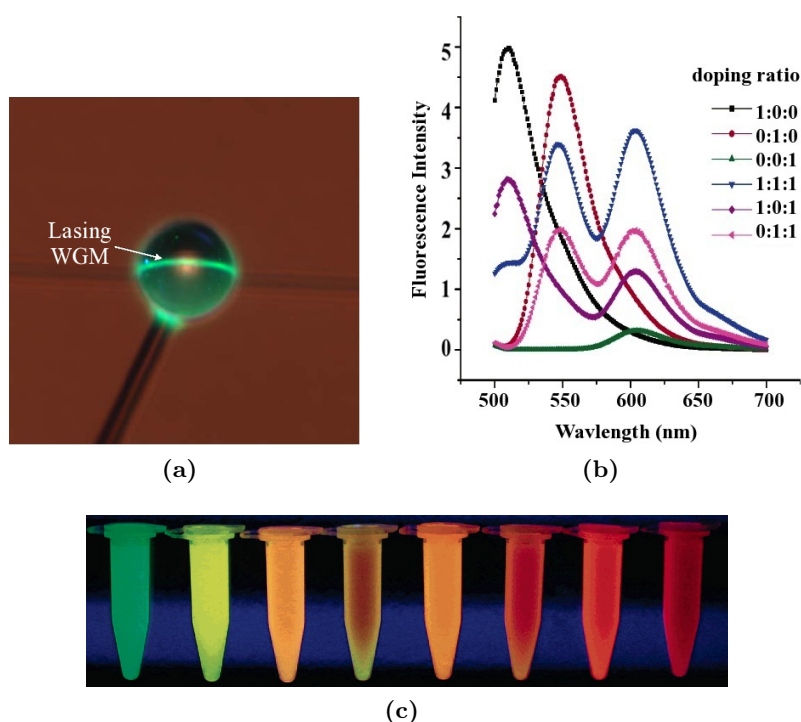 Lasing
WGM
(a)
Fluorescence Intensity
5
4
3
2
1
0
500
550
600
650
700
Wavlength (nm)
doping ratio
1:0:0
0:1:0
0:0:1
1:1:1
1:0:1
0:1:1
(b)
(c)